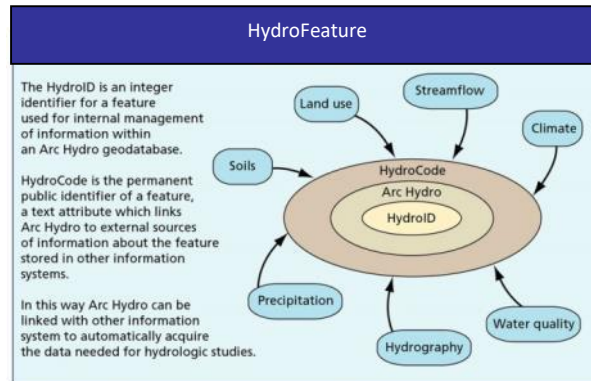 HydroFeature
The HydroID is an integer
identifier for a feature
used for internal management
of information within
an Arc Hydro geodatabase.
HydroCode is the permanent
public identifier of a feature,
a text attribute which links
Arc Hydro to external sources
of information about the feature
stored in other information
systems.
In this way Arc Hydro can be
linked with other information
system to automatically acquire
the data needed for hydrologic studies.
Land use
Streamflow
Climate
Soils
HydroCode
Arc Hydro
HydroID
Precipitation
Hydrography
Water quality